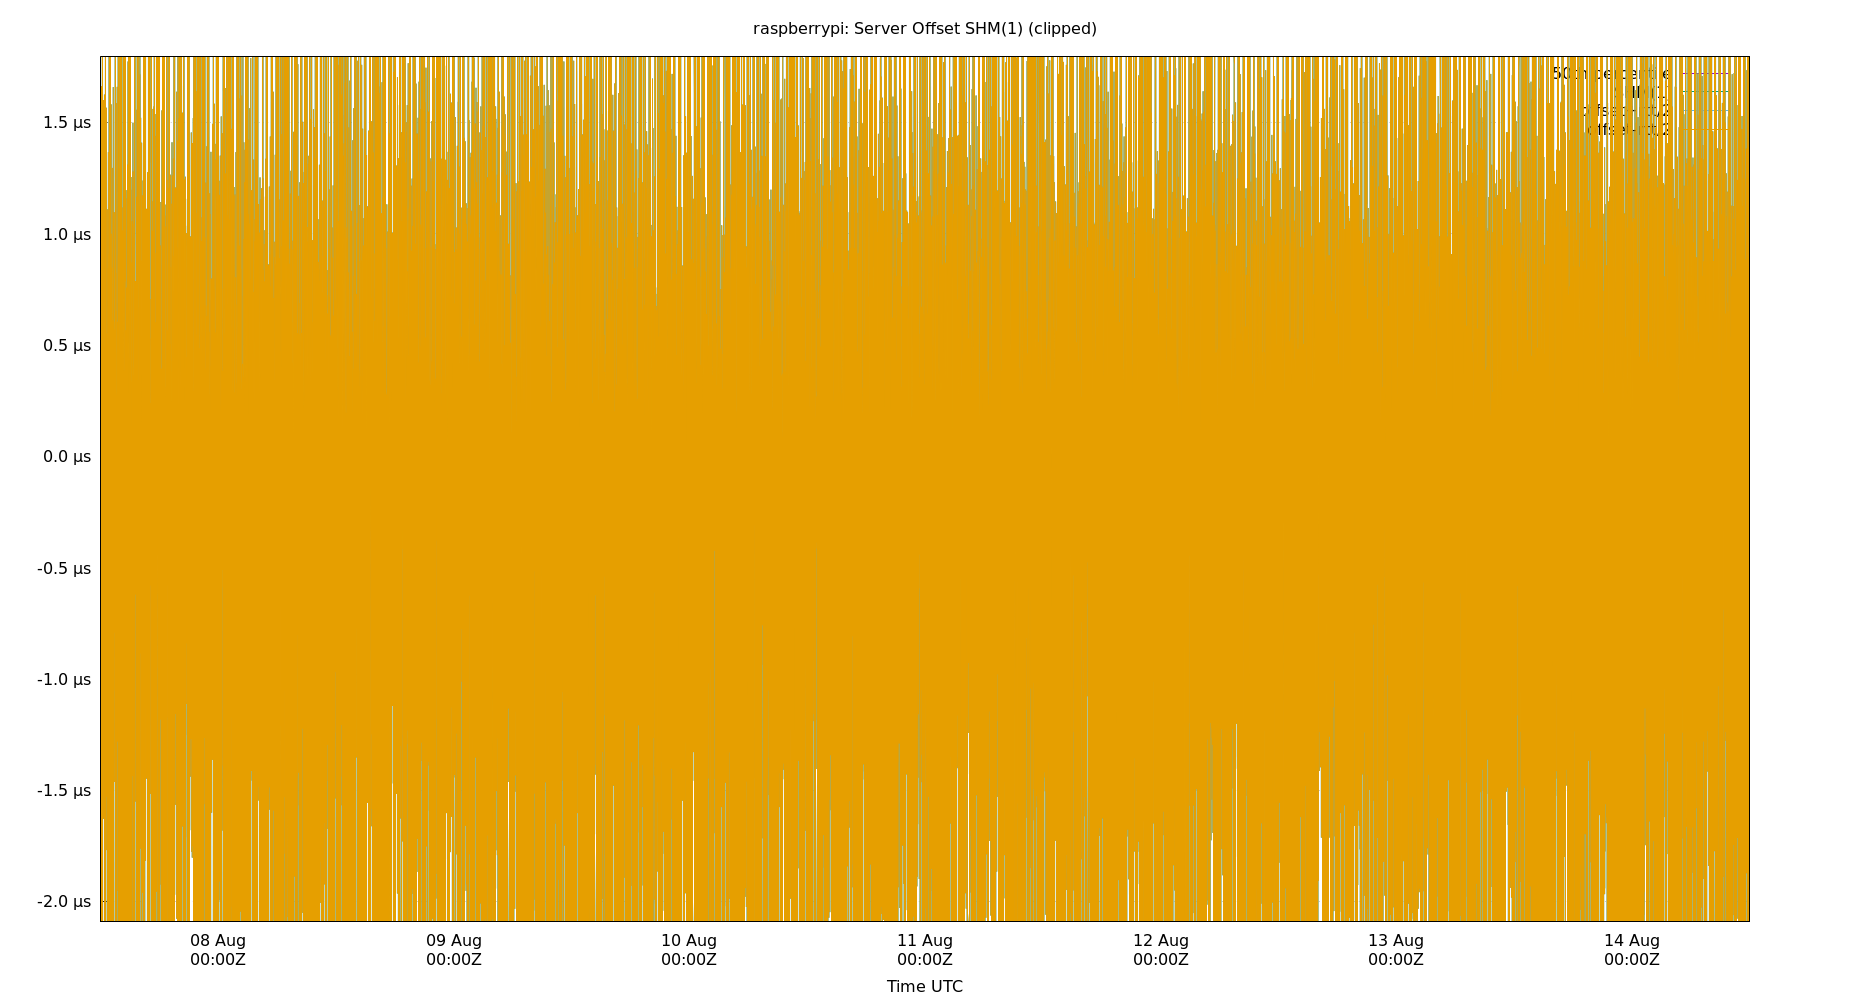 raspberrypi: Server Offset SHM(1) (clipped)
1.5 µs
1.0 µs
0.5 µs
0.0 µs
-0.5 µs
-1.0 µs
-1.5 µs
-2.0 µs
08 Aug 09 Aug 10 Aug 11 Aug 12 Aug 13 Aug 14 Aug
00:00Z 00:00Z 00:00Z 00:00Z 00:00Z 00:00Z 00:00Z
Time UTC